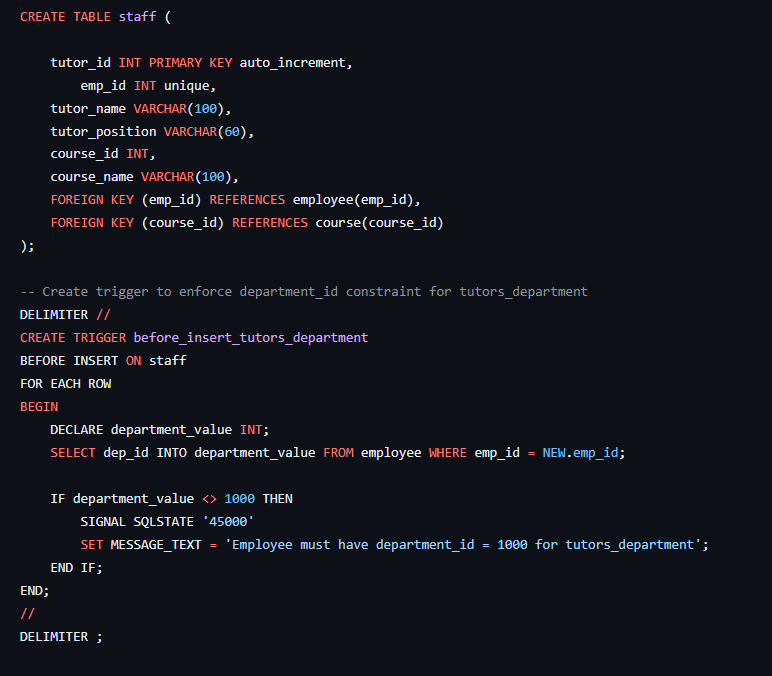 CREATE TABLE staff (
tutor_id INT PRIMARY KEY auto_increment,
emp_id INT unique,
tutor_name VARCHAR(100),
tutor_position VARCHAR(60),
course_id INT,
course_name VARCHAR(100),
FOREIGN KEY (emp_id) REFERENCES employee(emp_id),
FOREIGN KEY (course_id) REFERENCES course(course_id)
);
-- Create trigger to enforce department_id constraint for tutors_department
DELIMITER //
CREATE TRIGGER before_insert_tutors_department
BEFORE INSERT ON staff
FOR EACH ROW
BEGIN
DECLARE department_value INT;
SELECT dep_id INTO department_value FROM employee WHERE emp_id = NEW.emp_id;
IF department_value <> 1000 THEN
SIGNAL SQLSTATE '45000'
SET MESSAGE_TEXT = 'Employee must have department_id = 1000 for tutors_department';
END IF;
END;
//
DELIMITER ;